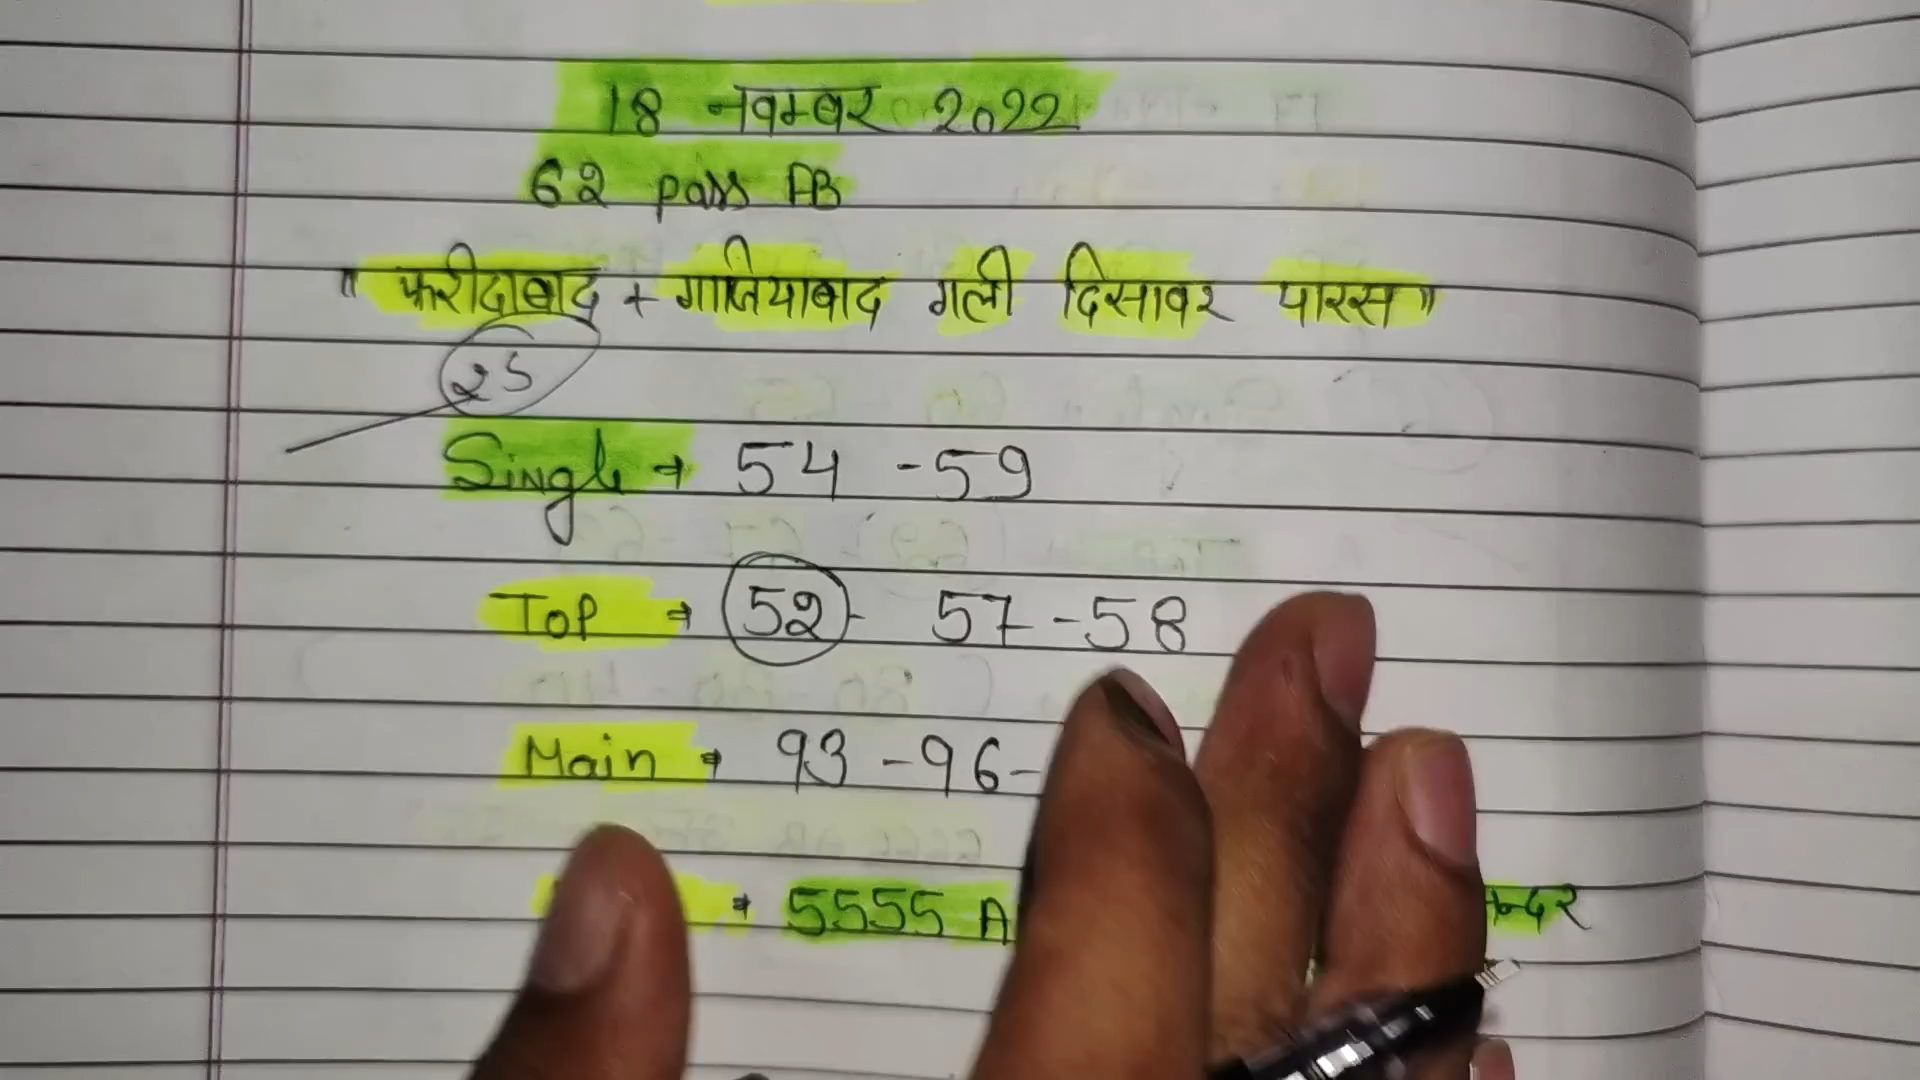 18 नवम्बर 2022
62 pass AB
" फरीदाबाद + गाजियाबाद गली दिसावर पारस "
25
Single → 54 - 59
Top → 52 - 57 - 58
Main → 93 - 96 -
→ 5555 A